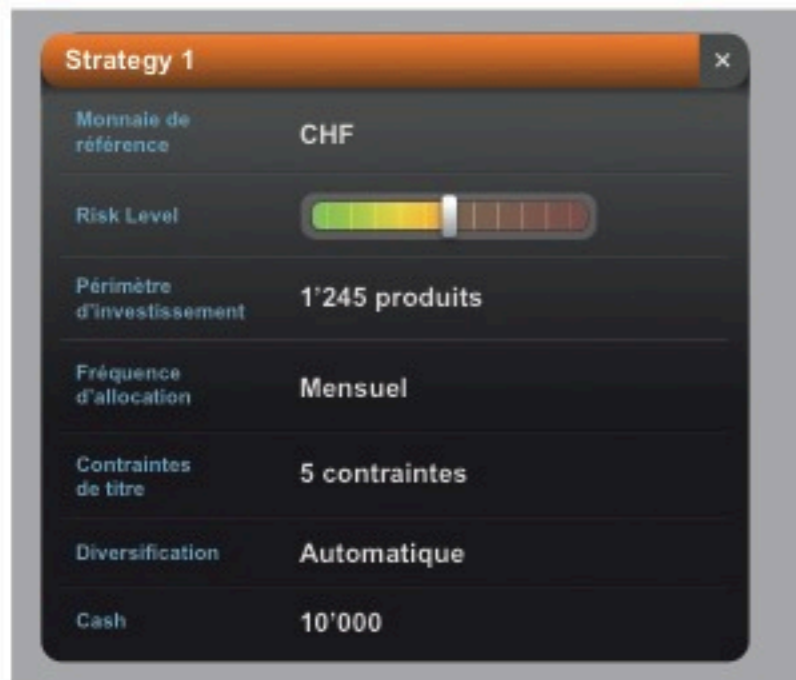 Strategy 1 ×
Monnaie de
référence
CHF
Risk Level
Périmètre
d'investissement
1'245 produits
Fréquence
d'allocation
Mensuel
Contraintes
de titre
5 contraintes
Diversification
Automatique
Cash
10'000